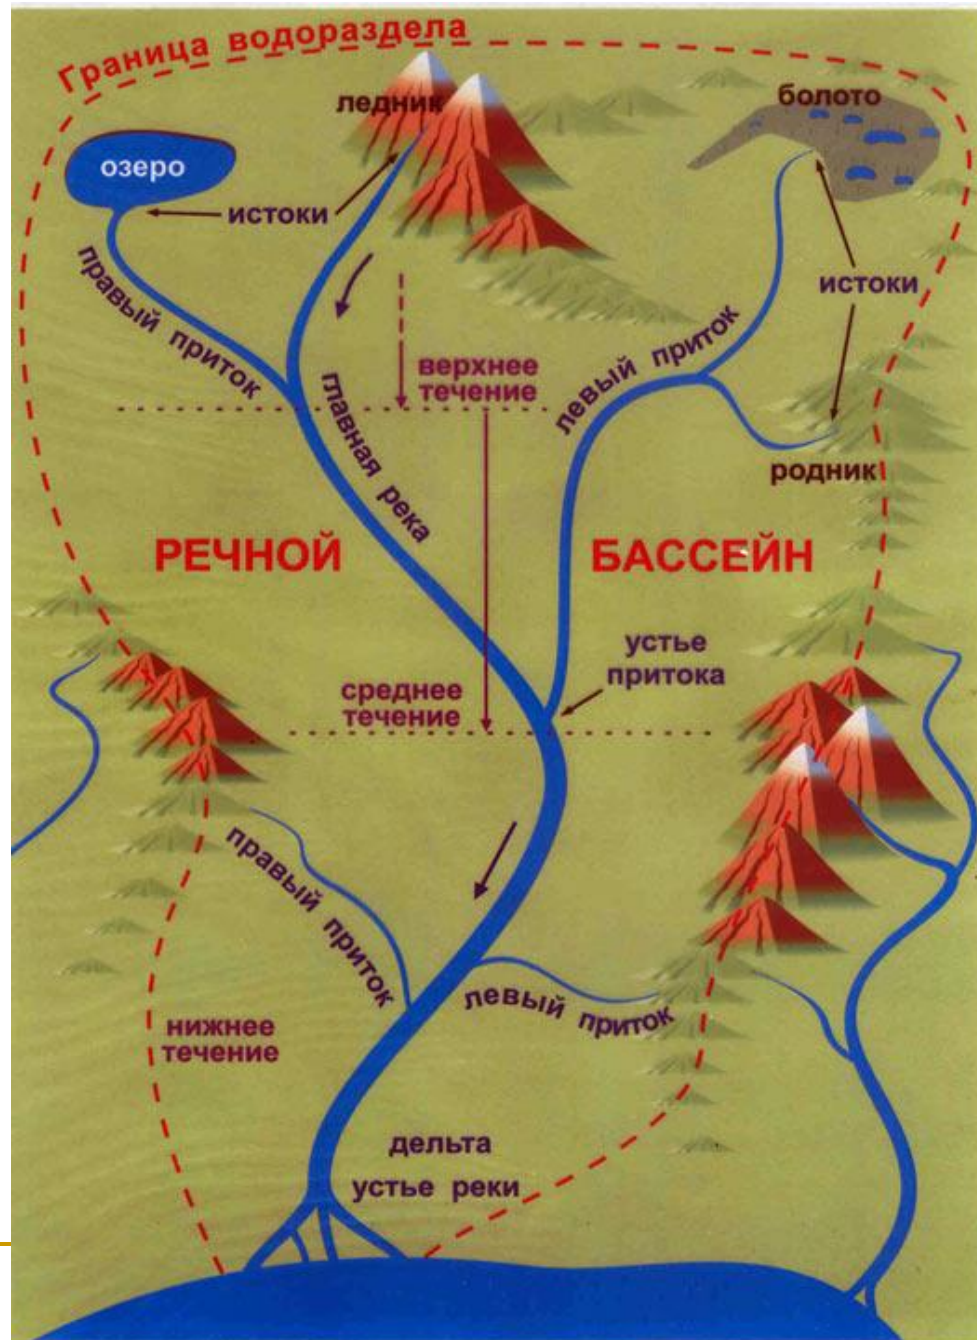 Граница водораздела
ледник
болото
озеро
истоки
истоки
правый приток
левый приток
верхнее
течение
главная река
родник
РЕЧНОЙ БАССЕЙН
устье
притока
среднее
течение
правый приток
левый приток
нижнее
течение
дельта
устье реки